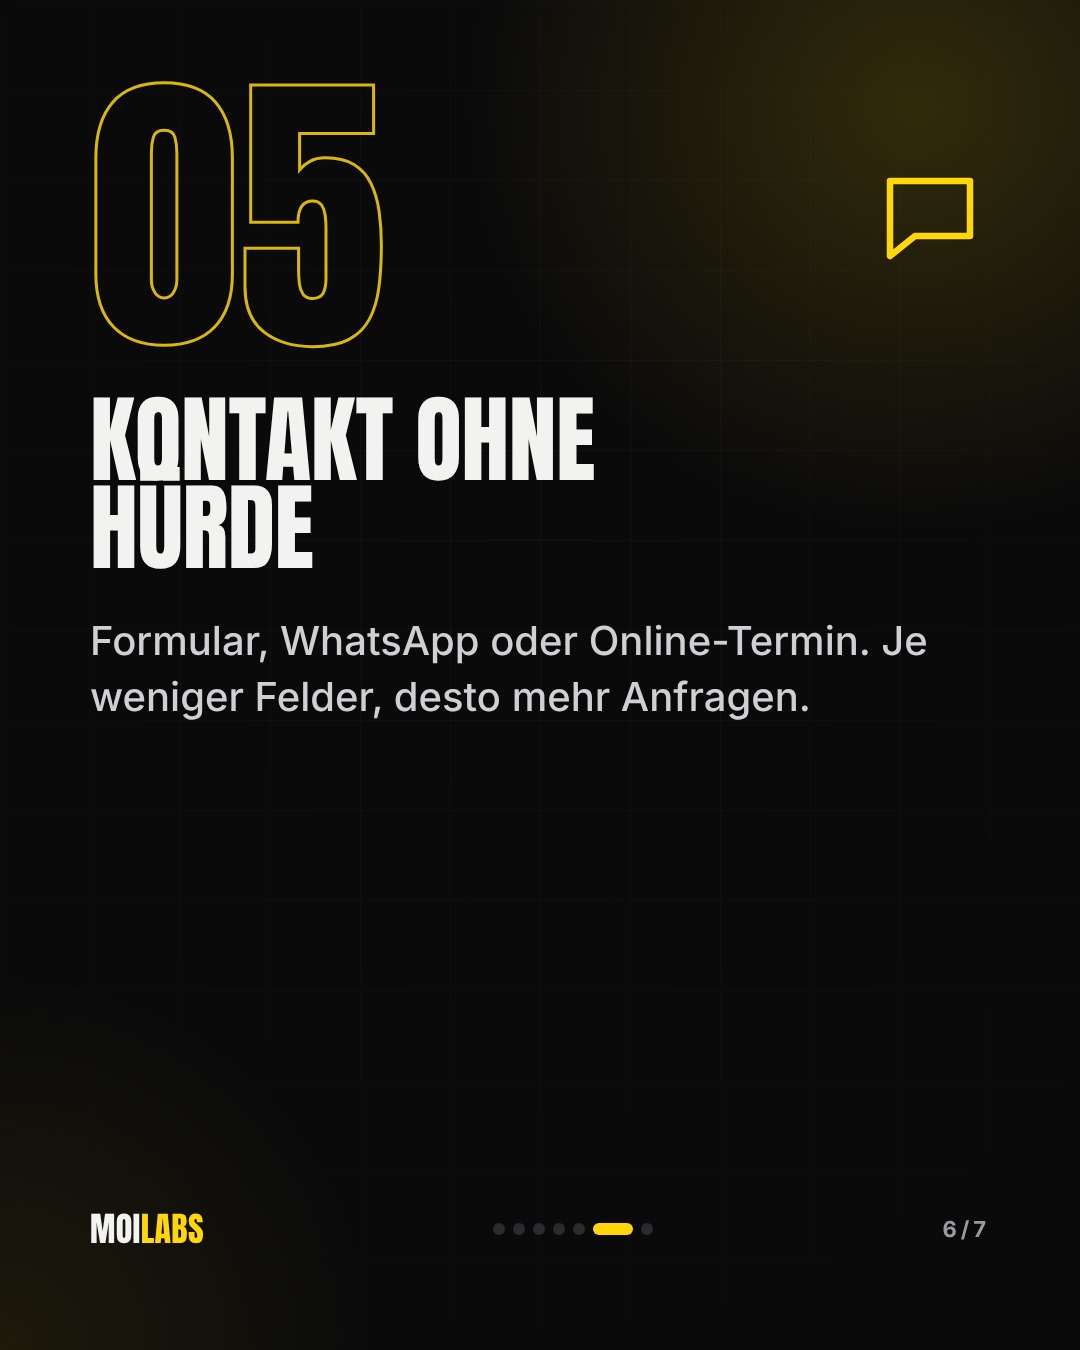 05
KONTAKT OHNE
HÜRDE
Formular, WhatsApp oder Online-Termin. Je
weniger Felder, desto mehr Anfragen.
MOILABS
6/7